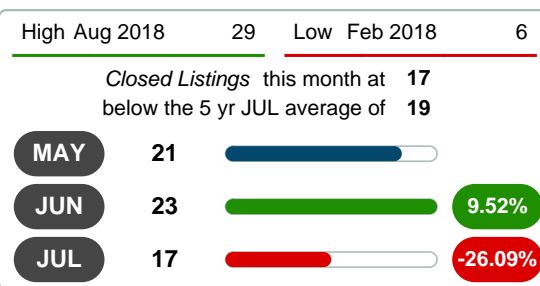 High Aug 2018 29 Low Feb 2018 6
Closed Listings this month at 17
below the 5 yr JUL average of 19
MAY 21
JUN 23 9.52%
JUL 17 -26.09%